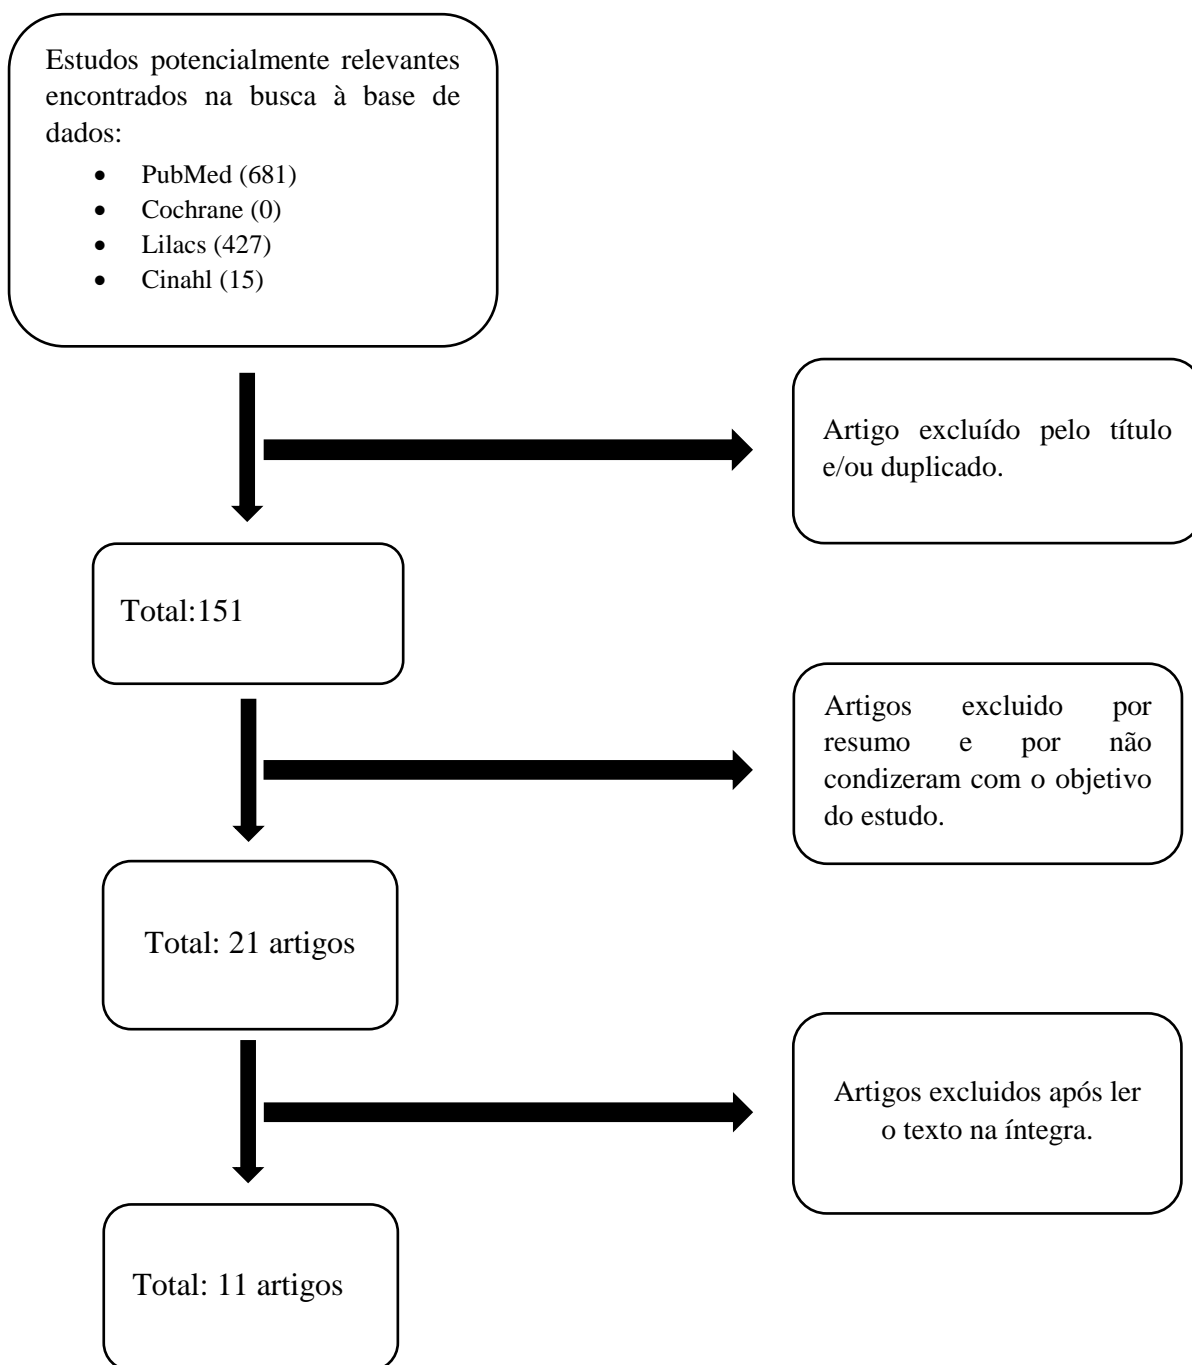 Estudos potencialmente relevantes
encontrados na busca à base de
dados:
• PubMed (681)
• Cochrane (0)
• Lilacs (427)
• Cinahl (15)
Artigo excluído pelo título
e/ou duplicado.
Total:151
Artigos excluido por
resumo e por não
condizeram com o objetivo
do estudo.
Total: 21 artigos
Artigos excluidos após ler
o texto na íntegra.
Total: 11 artigos